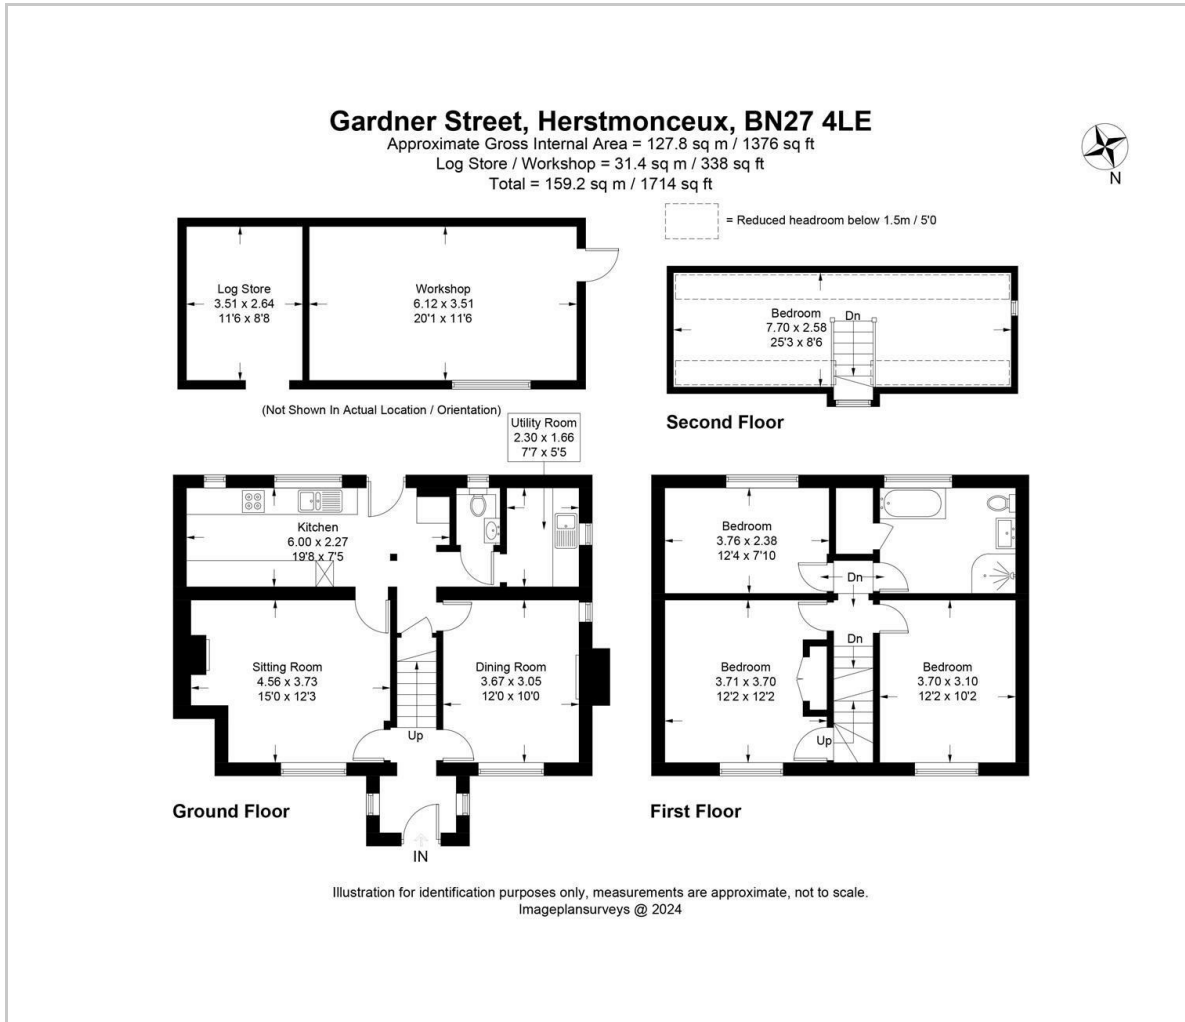 Gardner Street, Herstmonceux, BN27 4LE
Approximate Gross Internal Area = 127.8 sq m / 1376 sq ft
Log Store / Workshop = 31.4 sq m / 338 sq ft
Total = 159.2 sq m / 1714 sq ft
N
= Reduced headroom below 1.5m / 5'0
Log Store
3.51 x 2.64
11'6 x 8'8
Workshop
6.12 x 3.51
20'1 x 11'6
(Not Shown In Actual Location / Orientation)
Bedroom
7.70 x 2.58
25'3 x 8'6
Dn
Second Floor
Utility Room
2.30 x 1.66
7'7 x 5'5
Kitchen
6.00 x 2.27
19'8 x 7'5
Sitting Room
4.56 x 3.73
15'0 x 12'3
Dining Room
3.67 x 3.05
12'0 x 10'0
Up
IN
Ground Floor
Bedroom
3.76 x 2.38
12'4 x 7'10
Dn
Dn
Bedroom
3.71 x 3.70
12'2 x 12'2
Bedroom
3.70 x 3.10
12'2 x 10'2
Up
First Floor
Illustration for identification purposes only, measurements are approximate, not to scale.
Imageplansurveys @ 2024